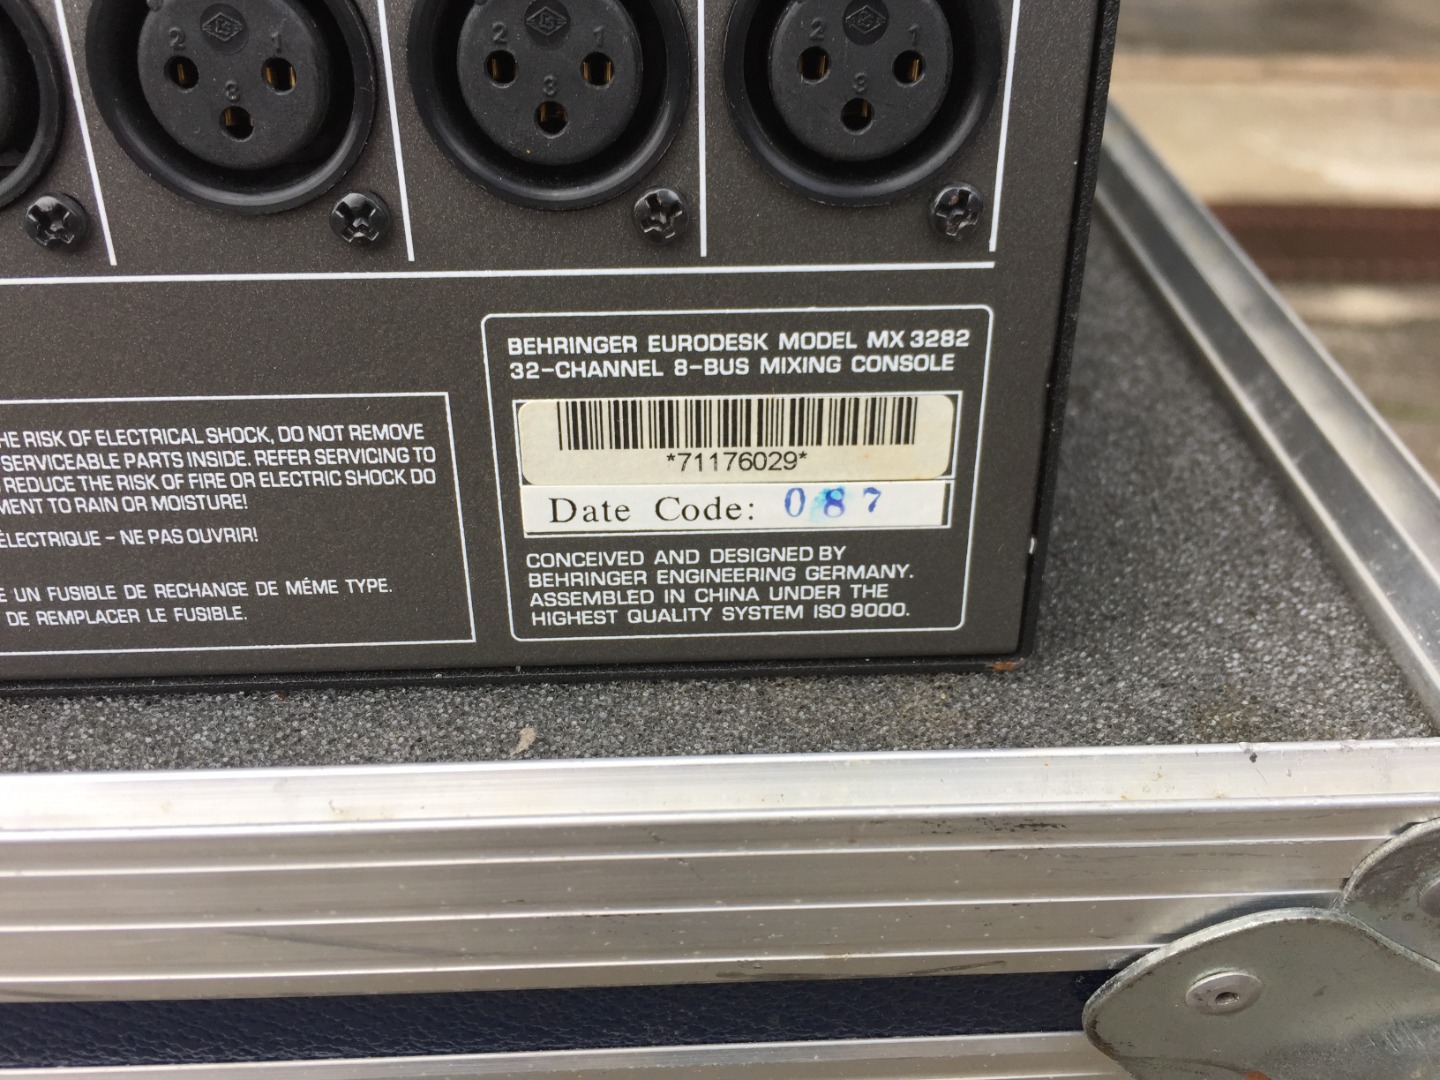 2 1
3
2 1
3
2 1
3
BEHRINGER EURODESK MODEL MX 3282
32-CHANNEL 8-BUS MIXING CONSOLE
*71176029*
Date Code: 087
CONCEIVED AND DESIGNED BY
BEHRINGER ENGINEERING GERMANY.
ASSEMBLED IN CHINA UNDER THE
HIGHEST QUALITY SYSTEM ISO 9000.
HE RISK OF ELECTRICAL SHOCK, DO NOT REMOVE
SERVICEABLE PARTS INSIDE. REFER SERVICING TO
REDUCE THE RISK OF FIRE OR ELECTRIC SHOCK DO
MENT TO RAIN OR MOISTURE!
ÉLECTRIQUE - NE PAS OUVRIR!
E UN FUSIBLE DE RECHANGE DE MÉME TYPE.
DE REMPLACER LE FUSIBLE.